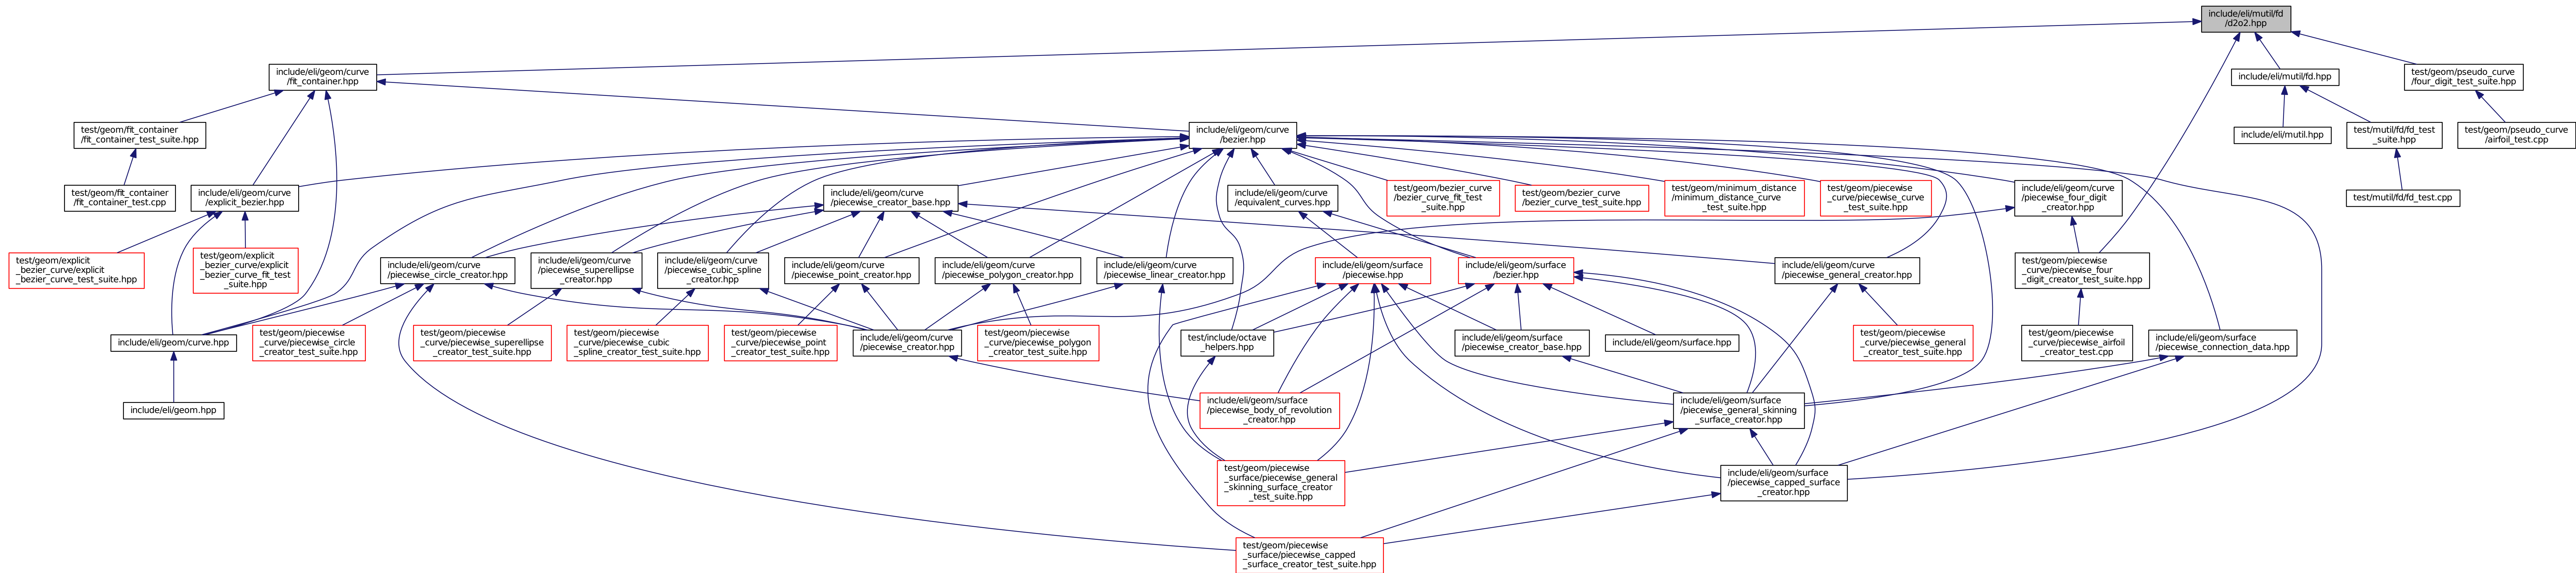 include/eli/mutil/fd
/d2o2.hpp
include/eli/geom/curve
/fit_container.hpp
include/eli/mutil/fd.hpp
test/geom/pseudo_curve
/four_digit_test_suite.hpp
test/geom/fit_container
/fit_container_test_suite.hpp
include/eli/geom/curve
/bezier.hpp
include/eli/mutil.hpp
test/mutil/fd/fd_test
_suite.hpp
test/geom/pseudo_curve
/airfoil_test.cpp
test/geom/fit_container
/fit_container_test.cpp
include/eli/geom/curve
/explicit_bezier.hpp
include/eli/geom/curve
/piecewise_creator_base.hpp
include/eli/geom/curve
/equivalent_curves.hpp
test/geom/bezier_curve
/bezier_curve_fit_test
_suite.hpp
test/geom/bezier_curve
/bezier_curve_test_suite.hpp
test/geom/minimum_distance
/minimum_distance_curve
_test_suite.hpp
test/geom/piecewise
_curve/piecewise_curve
_test_suite.hpp
include/eli/geom/curve
/piecewise_four_digit
_creator.hpp
test/mutil/fd/fd_test.cpp
test/geom/explicit
_bezier_curve/explicit
_bezier_curve_test_suite.hpp
test/geom/explicit
_bezier_curve/explicit
_bezier_curve_fit_test
_suite.hpp
include/eli/geom/curve
/piecewise_circle_creator.hpp
include/eli/geom/curve
/piecewise_superellipse
_creator.hpp
include/eli/geom/curve
/piecewise_cubic_spline
_creator.hpp
include/eli/geom/curve
/piecewise_point_creator.hpp
include/eli/geom/curve
/piecewise_polygon_creator.hpp
include/eli/geom/curve
/piecewise_linear_creator.hpp
include/eli/geom/surface
/piecewise.hpp
include/eli/geom/surface
/bezier.hpp
include/eli/geom/curve
/piecewise_general_creator.hpp
test/geom/piecewise
_curve/piecewise_four
_digit_creator_test_suite.hpp
include/eli/geom/curve.hpp
test/geom/piecewise
_curve/piecewise_circle
_creator_test_suite.hpp
test/geom/piecewise
_curve/piecewise_superellipse
_creator_test_suite.hpp
test/geom/piecewise
_curve/piecewise_cubic
_spline_creator_test_suite.hpp
test/geom/piecewise
_curve/piecewise_point
_creator_test_suite.hpp
include/eli/geom/curve
/piecewise_creator.hpp
test/geom/piecewise
_curve/piecewise_polygon
_creator_test_suite.hpp
test/include/octave
_helpers.hpp
include/eli/geom/surface
/piecewise_creator_base.hpp
include/eli/geom/surface.hpp
test/geom/piecewise
_curve/piecewise_general
_creator_test_suite.hpp
test/geom/piecewise
_curve/piecewise_airfoil
_creator_test.cpp
include/eli/geom/surface
/piecewise_connection_data.hpp
include/eli/geom.hpp
include/eli/geom/surface
/piecewise_body_of_revolution
_creator.hpp
include/eli/geom/surface
/piecewise_general_skinning
_surface_creator.hpp
test/geom/piecewise
_surface/piecewise_general
_skinning_surface_creator
_test_suite.hpp
include/eli/geom/surface
/piecewise_capped_surface
_creator.hpp
test/geom/piecewise
_surface/piecewise_capped
_surface_creator_test_suite.hpp